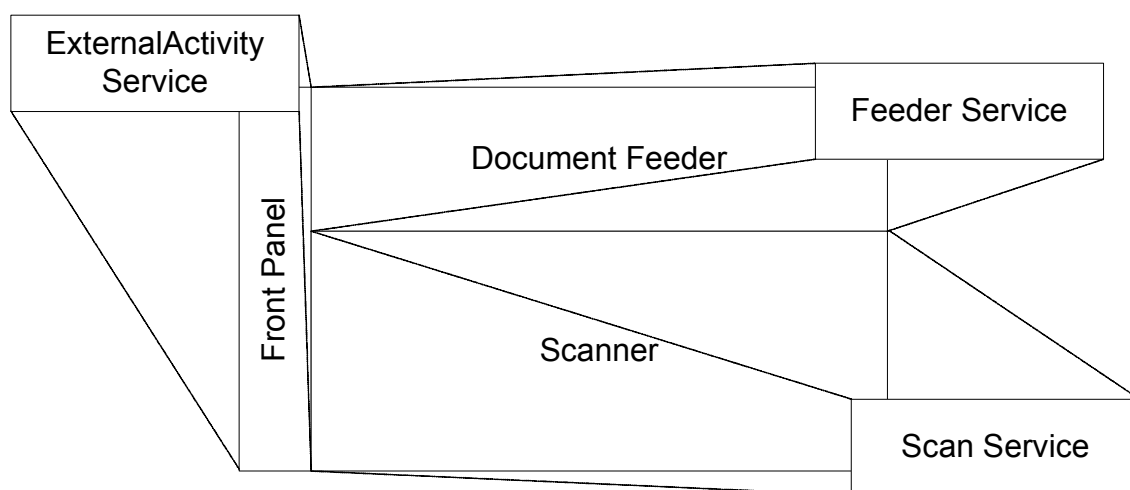 ExternalActivity
Service
Feeder Service
Document Feeder
Front Panel
Scanner
Scan Service